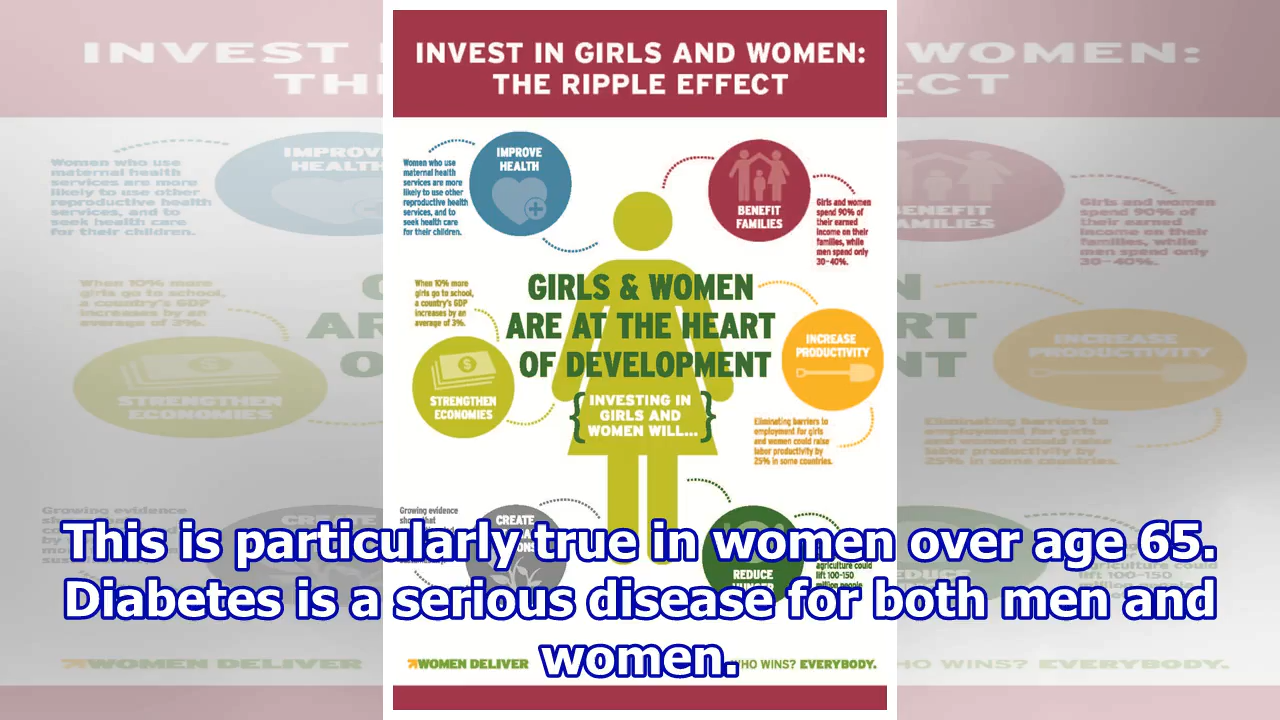 INVEST IN GIRLS AND WOMEN:
THE RIPPLE EFFECT
IMPROVE
HEALTH
Women who use
maternal health
services are more
likely to use other
reproductive health
services, and to
seek health care
for their children.
BENEFIT
FAMILIES
Girls and women
spend 90% of
their earned
income on their
families, while
men spend only
30-40%.
When 10% more
girls go to school,
a country's GDP
increases by an
average of 3%.
STRENGTHEN
ECONOMIES
GIRLS & WOMEN
ARE AT THE HEART
OF DEVELOPMENT
{INVESTING IN
GIRLS AND
WOMEN WILL...}
INCREASE
PRODUCTIVITY
Eliminating barriers to
employment for girls
and women could raise
labor productivity by
25% in some countries.
Growing evidence
CREATE
REDUCE
agriculture could
lift 100-150
This is particularly true in women over age 65.
Diabetes is a serious disease for both men and
women.
WOMEN DELIVER
WHO WINS? EVERYBODY.